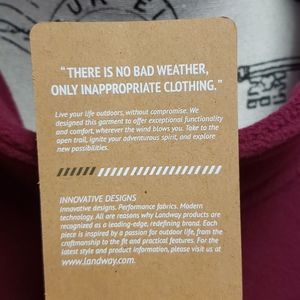 "THERE IS NO BAD WEATHER,
ONLY INAPPROPRIATE CLOTHING."
Live your life outdoors, without compromise. We
designed this garment to offer exceptional functionality
and comfort, wherever the wind blows you. Take to the
open trail, ignite your adventurous spirit, and explore
new possibilities.
INNOVATIVE DESIGNS
Innovative designs. Performance fabrics. Modern
technology. All are reasons why Landway products are
recognized as a leading-edge, redefining brand. Each
piece is inspired by a passion for outdoor life, from the
craftmanship to the fit and practical features. For the
latest style and product information, please visit us at
www.landway.com.